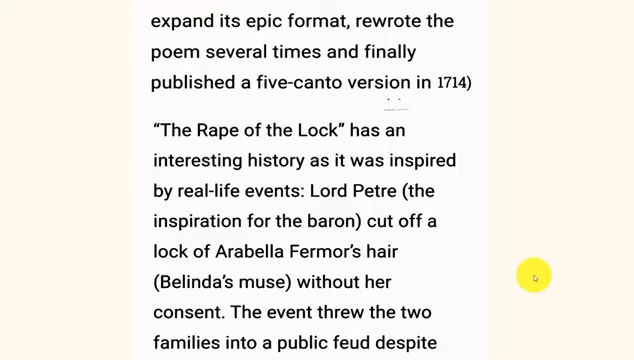 expand its epic format, rewrote the
poem several times and finally
published a five-canto version in 1714)
“The Rape of the Lock” has an
interesting history as it was inspired
by real-life events: Lord Petre (the
inspiration for the baron) cut off a
lock of Arabella Fermor’s hair
(Belinda’s muse) without her
consent. The event threw the two
families into a public feud despite